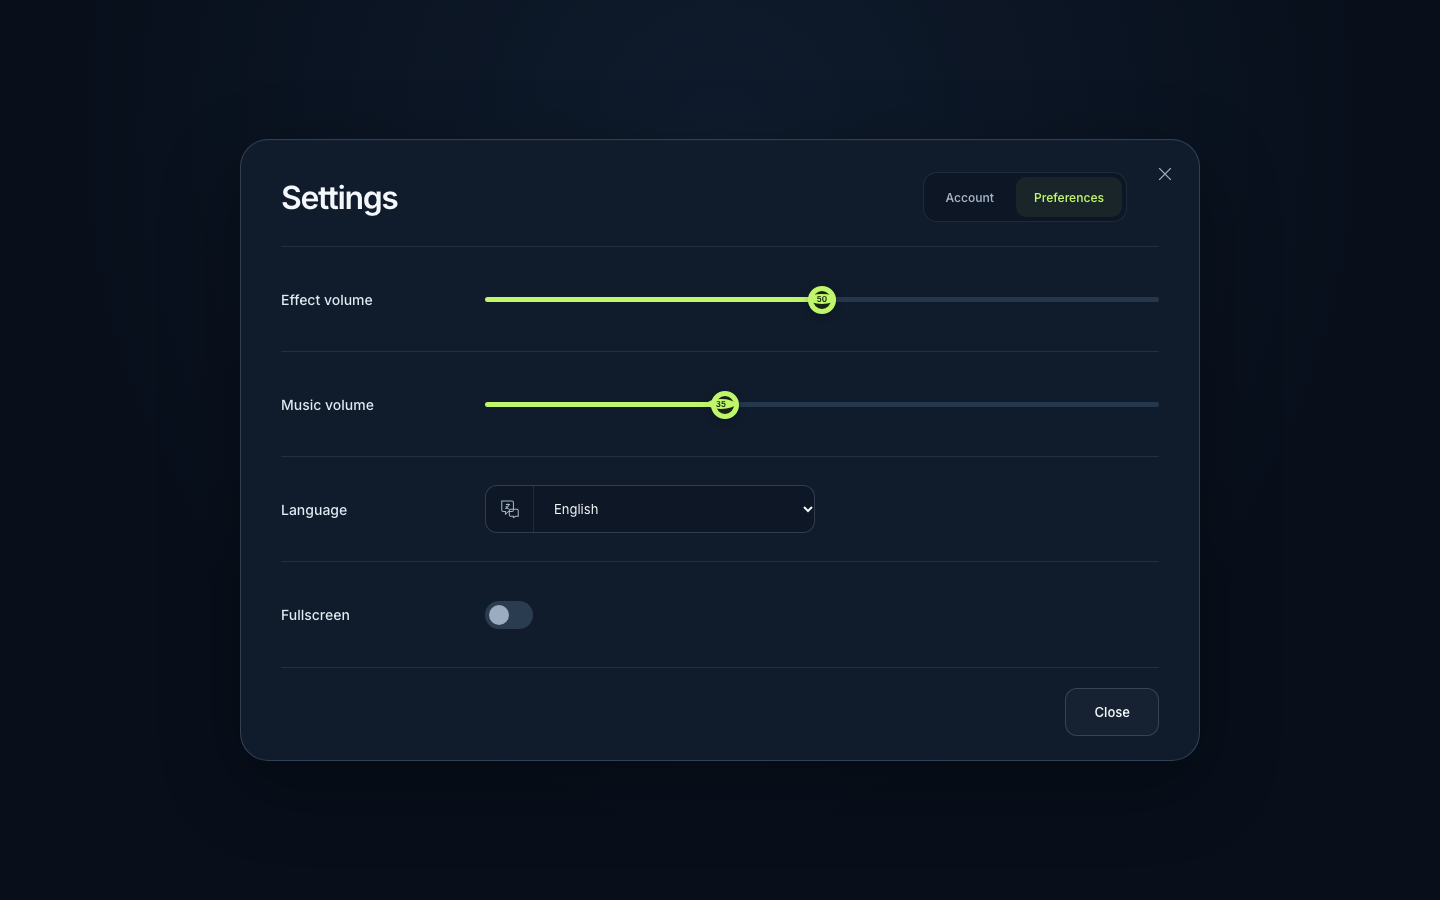 Settings
Account
Preferences
Effect volume
50
Music volume
35
Language
English
Fullscreen
Close